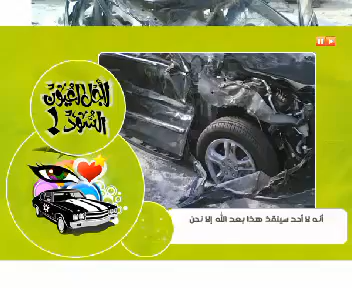 لأجل العيون
السود !
أنه لا أحد سينقذ هذا بعد الله إلا نحن